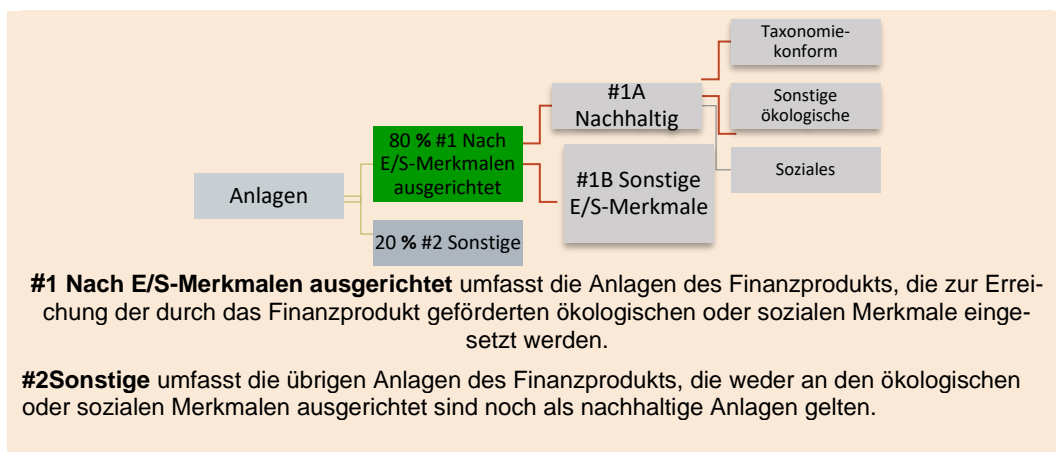 Taxonomie-
konform
#1A
Nachhaltig
Sonstige
ökologische
80 % #1 Nach
E/S-Merkmalen
ausgerichtet
Soziales
#1B Sonstige
E/S-Merkmale
Anlagen
20 % #2 Sonstige
#1 Nach E/S-Merkmalen ausgerichtet umfasst die Anlagen des Finanzprodukts, die zur Errei-
chung der durch das Finanzprodukt geförderten ökologischen oder sozialen Merkmale einge-
setzt werden.
#2Sonstige umfasst die übrigen Anlagen des Finanzprodukts, die weder an den ökologischen
oder sozialen Merkmalen ausgerichtet sind noch als nachhaltige Anlagen gelten.